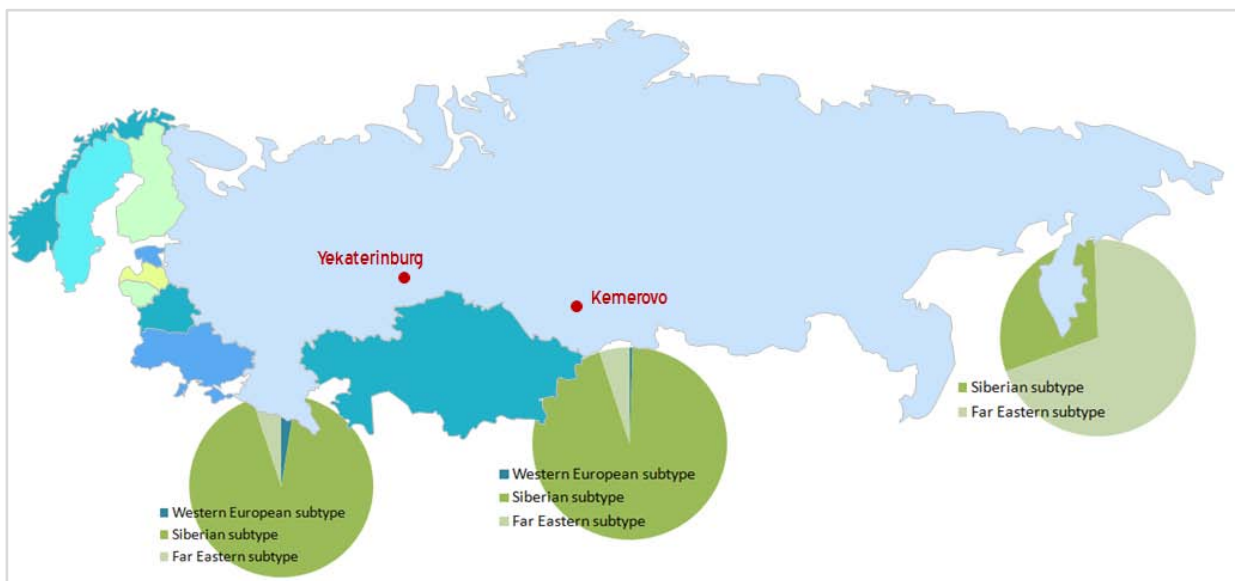 Yekaterinburg
Kemerovo
Siberian subtype
Far Eastern subtype
Western European subtype
Siberian subtype
Far Eastern subtype
Western European subtype
Siberian subtype
Far Eastern subtype